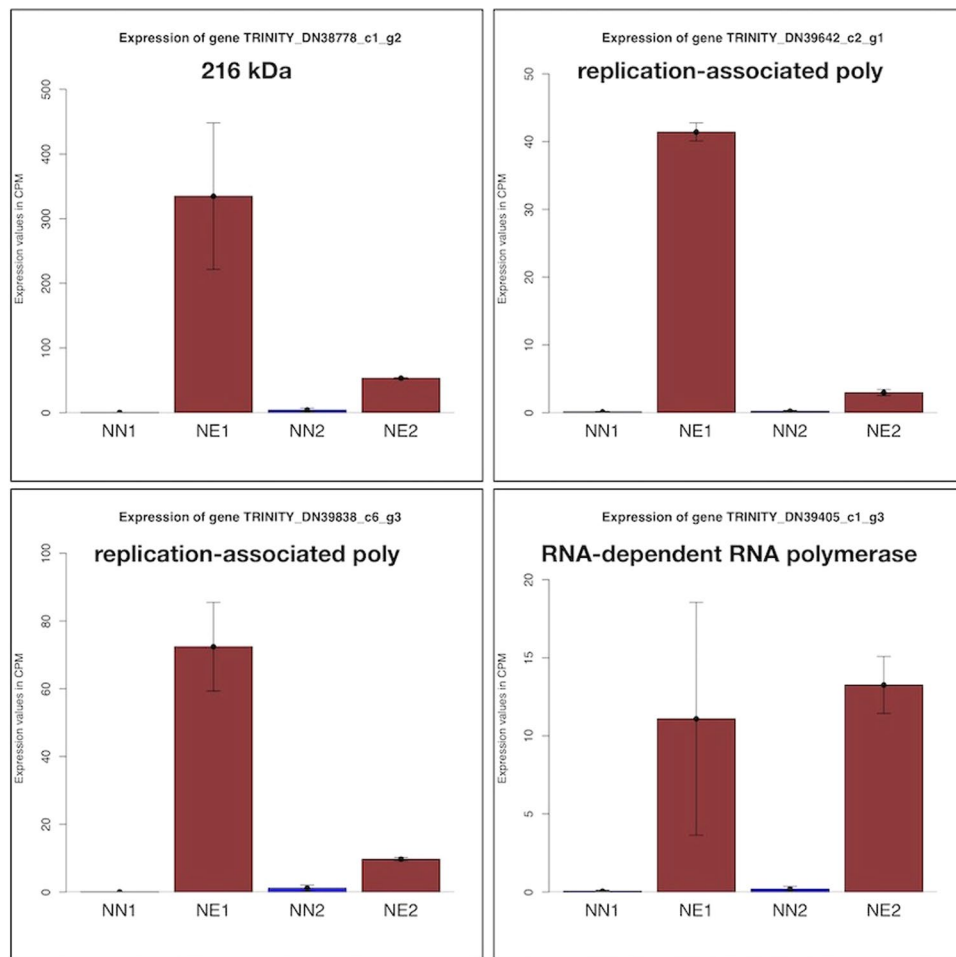 Expression of gene TRINITY_DN38778_c1_g2
216 kDa
Expression values in CPM
500
400
300
200
100
0
NN1 NE1 NN2 NE2
Expression of gene TRINITY_DN39642_c2_g1
replication-associated poly
Expression values in CPM
50
40
30
20
10
0
NN1 NE1 NN2 NE2
Expression of gene TRINITY_DN39838_c6_g3
replication-associated poly
Expression values in CPM
100
80
60
40
20
0
NN1 NE1 NN2 NE2
Expression of gene TRINITY_DN39405_c1_g3
RNA-dependent RNA polymerase
Expression values in CPM
20
15
10
5
0
NN1 NE1 NN2 NE2